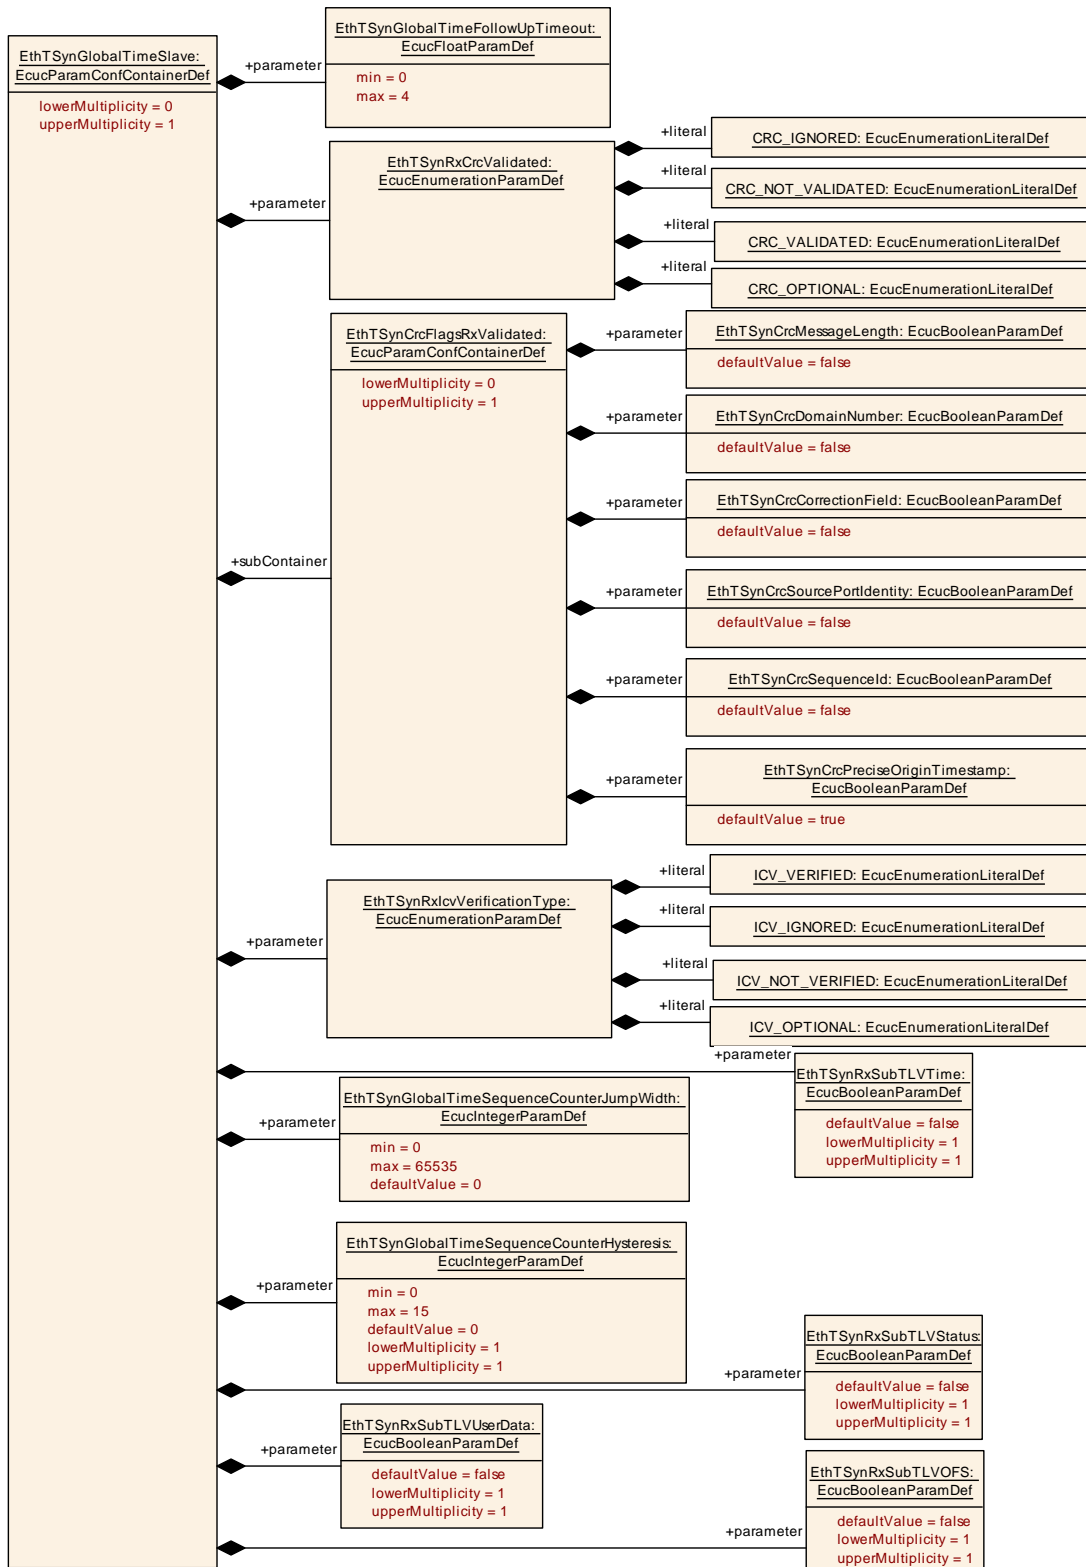 EthTSynGlobalTimeSlave:
EcucParamConfContainerDef
lowerMultiplicity = 0
upperMultiplicity = 1
+parameter
EthTSynGlobalTimeFollowUpTimeout:
EcucFloatParamDef
min = 0
max = 4
+parameter
EthTSynRxCrcValidated:
EcucEnumerationParamDef
+literal
CRC_IGNORED: EcucEnumerationLiteralDef
+literal
CRC_NOT_VALIDATED: EcucEnumerationLiteralDef
+literal
CRC_VALIDATED: EcucEnumerationLiteralDef
+literal
CRC_OPTIONAL: EcucEnumerationLiteralDef
+subContainer
EthTSynCrcFlagsRxValidated:
EcucParamConfContainerDef
lowerMultiplicity = 0
upperMultiplicity = 1
+parameter
EthTSynCrcMessageLength: EcucBooleanParamDef
defaultValue = false
+parameter
EthTSynCrcDomainNumber: EcucBooleanParamDef
defaultValue = false
+parameter
EthTSynCrcCorrectionField: EcucBooleanParamDef
defaultValue = false
+parameter
EthTSynCrcSourcePortIdentity: EcucBooleanParamDef
defaultValue = false
+parameter
EthTSynCrcSequenceId: EcucBooleanParamDef
defaultValue = false
+parameter
EthTSynCrcPreciseOriginTimestamp:
EcucBooleanParamDef
defaultValue = true
+parameter
EthTSynRxIcvVerificationType:
EcucEnumerationParamDef
+literal
ICV_VERIFIED: EcucEnumerationLiteralDef
+literal
ICV_IGNORED: EcucEnumerationLiteralDef
+literal
ICV_NOT_VERIFIED: EcucEnumerationLiteralDef
+literal
ICV_OPTIONAL: EcucEnumerationLiteralDef
+parameter
EthTSynRxSubTLVTime:
EcucBooleanParamDef
defaultValue = false
lowerMultiplicity = 1
upperMultiplicity = 1
+parameter
EthTSynGlobalTimeSequenceCounterJumpWidth:
EcucIntegerParamDef
min = 0
max = 65535
defaultValue = 0
+parameter
EthTSynGlobalTimeSequenceCounterHysteresis:
EcucIntegerParamDef
min = 0
max = 15
defaultValue = 0
lowerMultiplicity = 1
upperMultiplicity = 1
+parameter
EthTSynRxSubTLVStatus:
EcucBooleanParamDef
defaultValue = false
lowerMultiplicity = 1
upperMultiplicity = 1
+parameter
EthTSynRxSubTLVUserData:
EcucBooleanParamDef
defaultValue = false
lowerMultiplicity = 1
upperMultiplicity = 1
+parameter
EthTSynRxSubTLVOFS:
EcucBooleanParamDef
defaultValue = false
lowerMultiplicity = 1
upperMultiplicity = 1